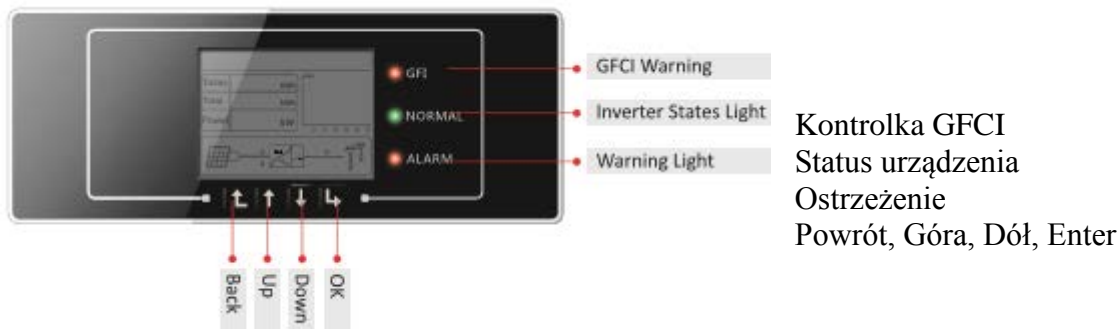 GFI
GFCI Warning
NORMAL
Inverter States Light
ALARM
Warning Light
Kontrolka GFCI
Status urządzenia
Ostrzeżenie
Powrót, Góra, Dół, Enter
Back
Up
Down
OK